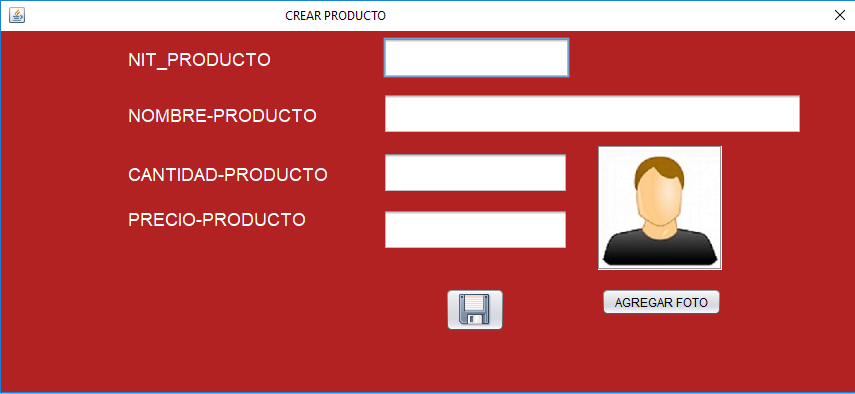 CREAR PRODUCTO
NIT_PRODUCTO
NOMBRE-PRODUCTO
CANTIDAD-PRODUCTO
PRECIO-PRODUCTO
AGREGAR FOTO